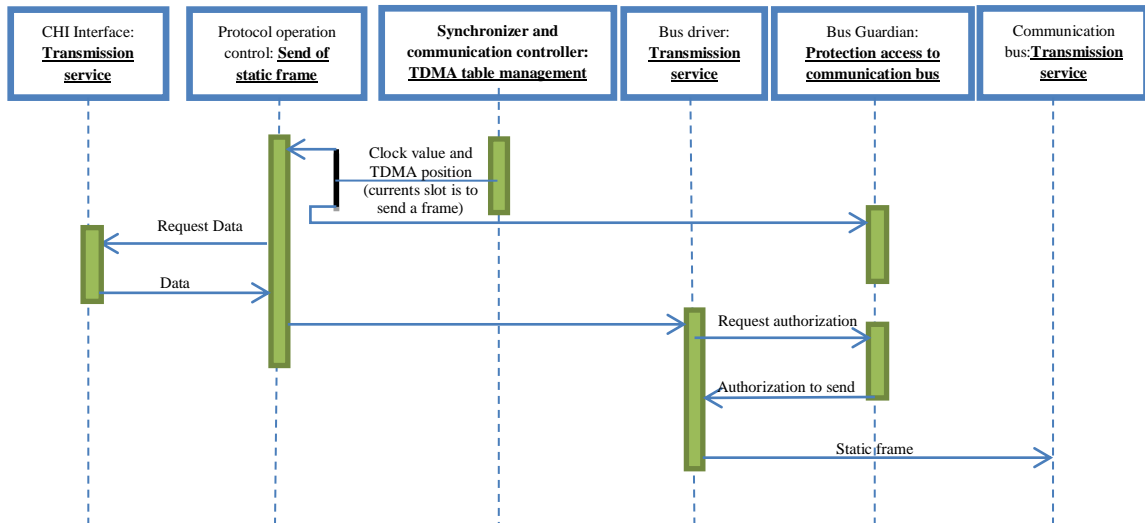 CHI Interface:
Transmission
service
Protocol operation
control: Send of
static frame
Synchronizer and
communication controller:
TDMA table management
Bus driver:
Transmission
service
Bus Guardian:
Protection access to
communication bus
Communication
bus:Transmission
service
Clock value and
TDMA position
(currents slot is to
send a frame)
Request Data
Data
Request authorization
Authorization to send
Static frame